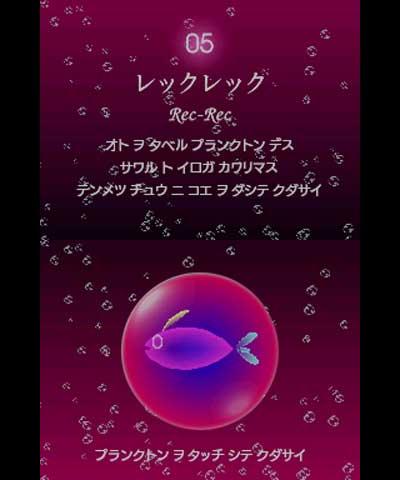 05
レックレック
Rec-Rec
オト ヲ タベル プランクトン デス
サワル ト イロガ カワリマス
テンメツ チュウ ニ コエ ヲ ダシテ クダサイ
プランクトン ヲ タッチ シテ クダサイ